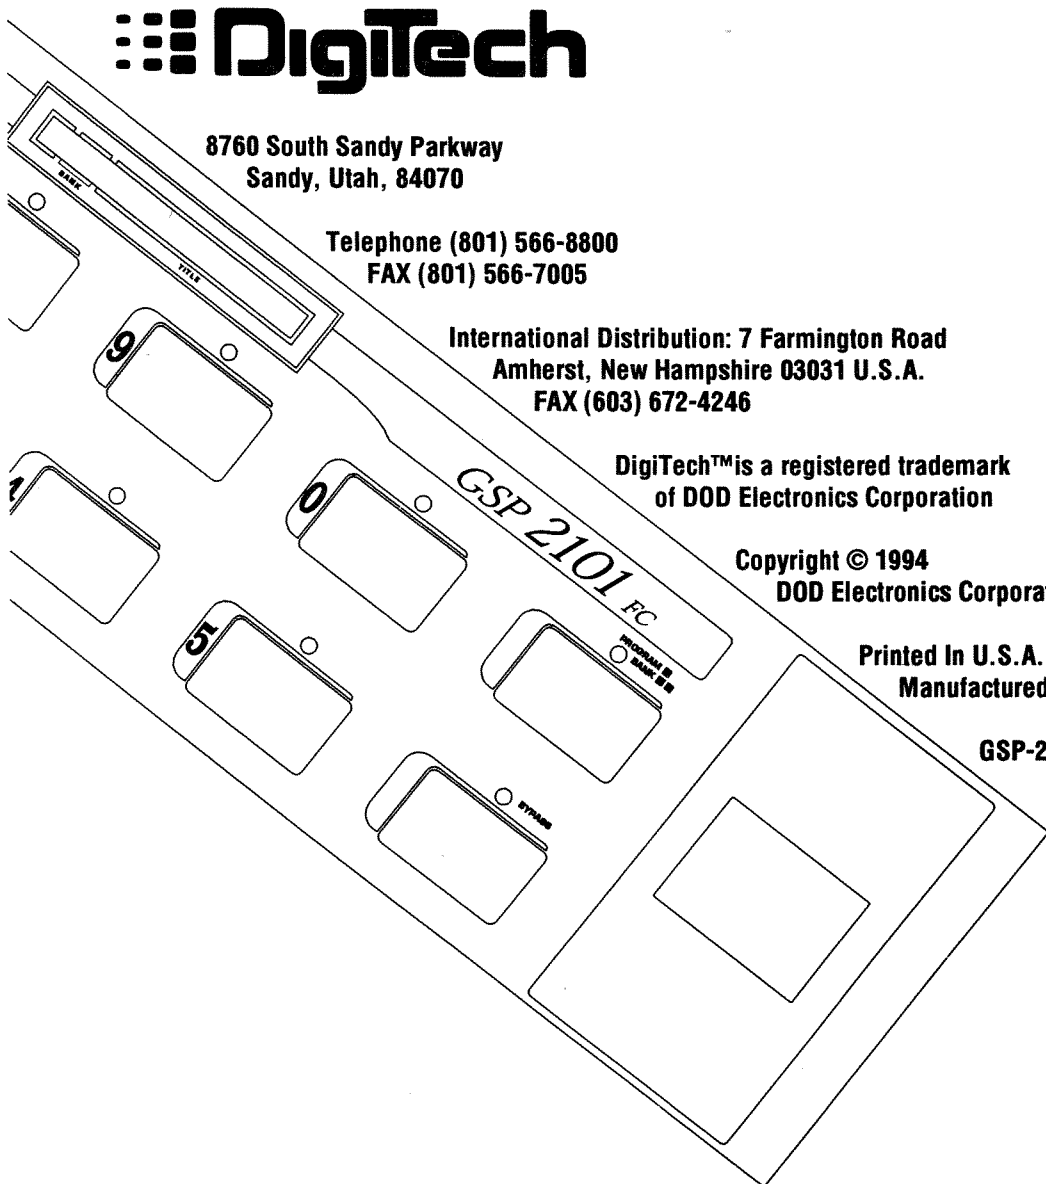 DigiTech
8760 South Sandy Parkway
Sandy, Utah, 84070
Telephone (801) 566-8800
FAX (801) 566-7005
International Distribution: 7 Farmington Road
Amherst, New Hampshire 03031 U.S.A.
FAX (603) 672-4246
DigiTech™is a registered trademark
of DOD Electronics Corporation
Copyright © 1994
DOD Electronics Corpora
Printed In U.S.A.
Manufactured
GSP-2
BANK
TITLE
9
0
GSP 2101 FC
5
PROGRAM
BANK
BYPASS